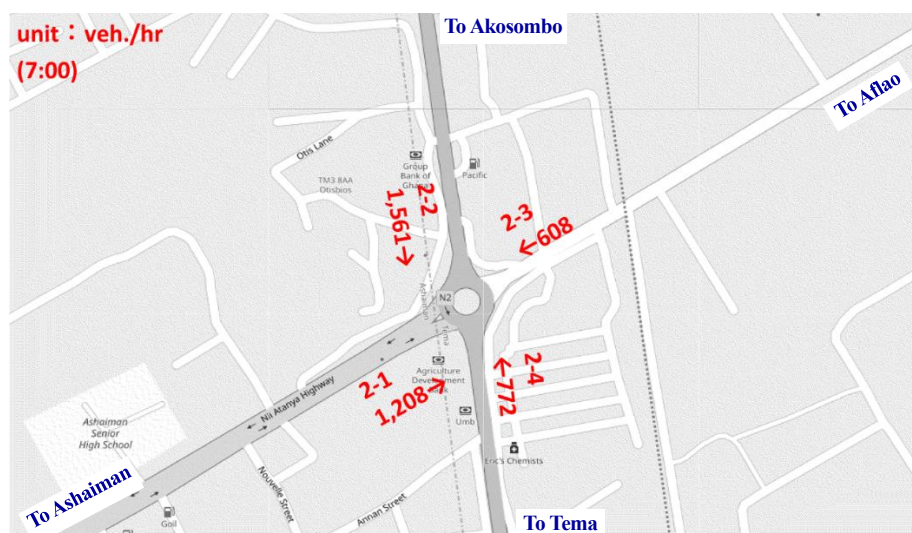 unit：veh./hr
(7:00)
To Akosombo
To Aflao
Otis Lane
Group
Bank of
Ghana
Pacific
TM3 8AA
Otisbios
2-2
1,561→
2-3
←608
N2
Ashaiman
Tema
Agriculture
Development
2-1
1,208→
2-4
←772
Nii Atanya Highway
Umb
Eric's Chemists
Ashaiman
Senior
High School
Nouvelle Street
Annan Street
Goil
To Ashaiman
To Tema